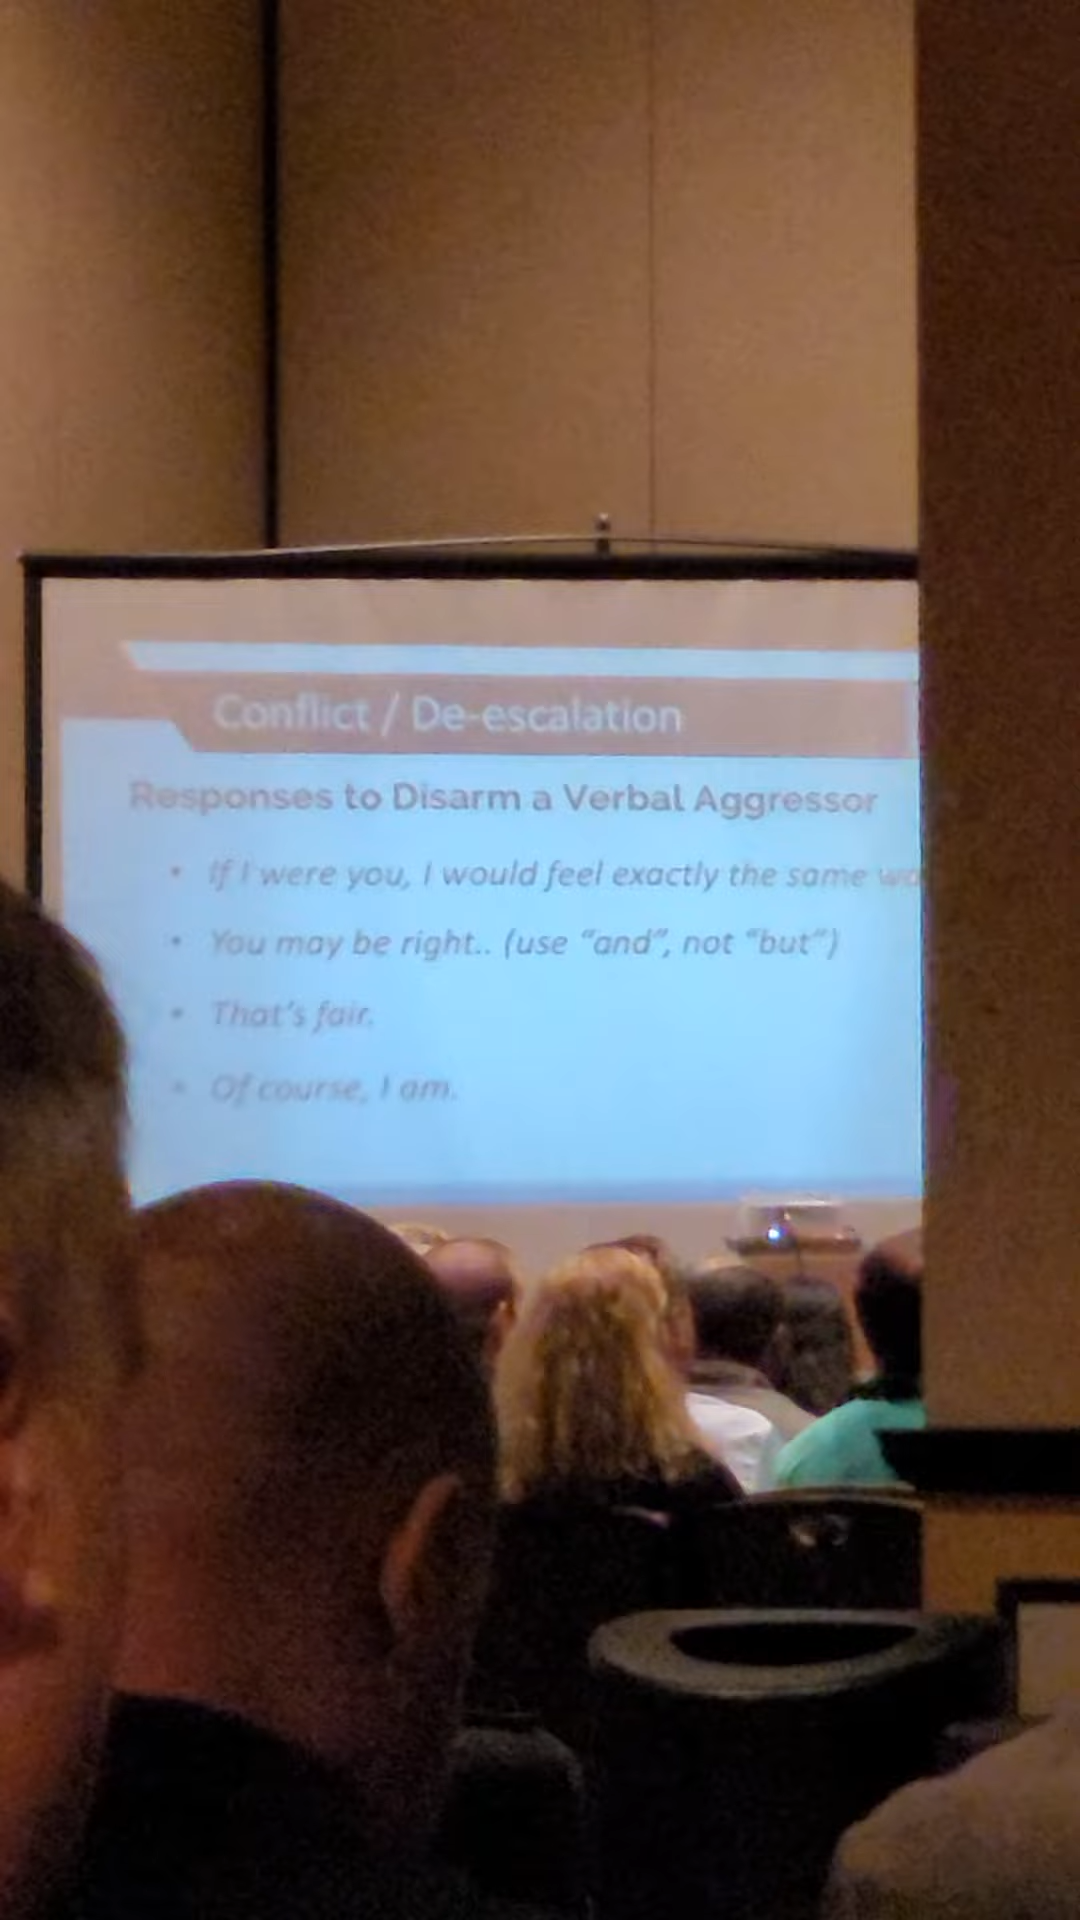 Conflict / De-escalation
Responses to Disarm a Verbal Aggressor
• If I were you, I would feel exactly the same
• You may be right.. (use “and”, not “but”)
• That’s fair.
• Of course, I am.